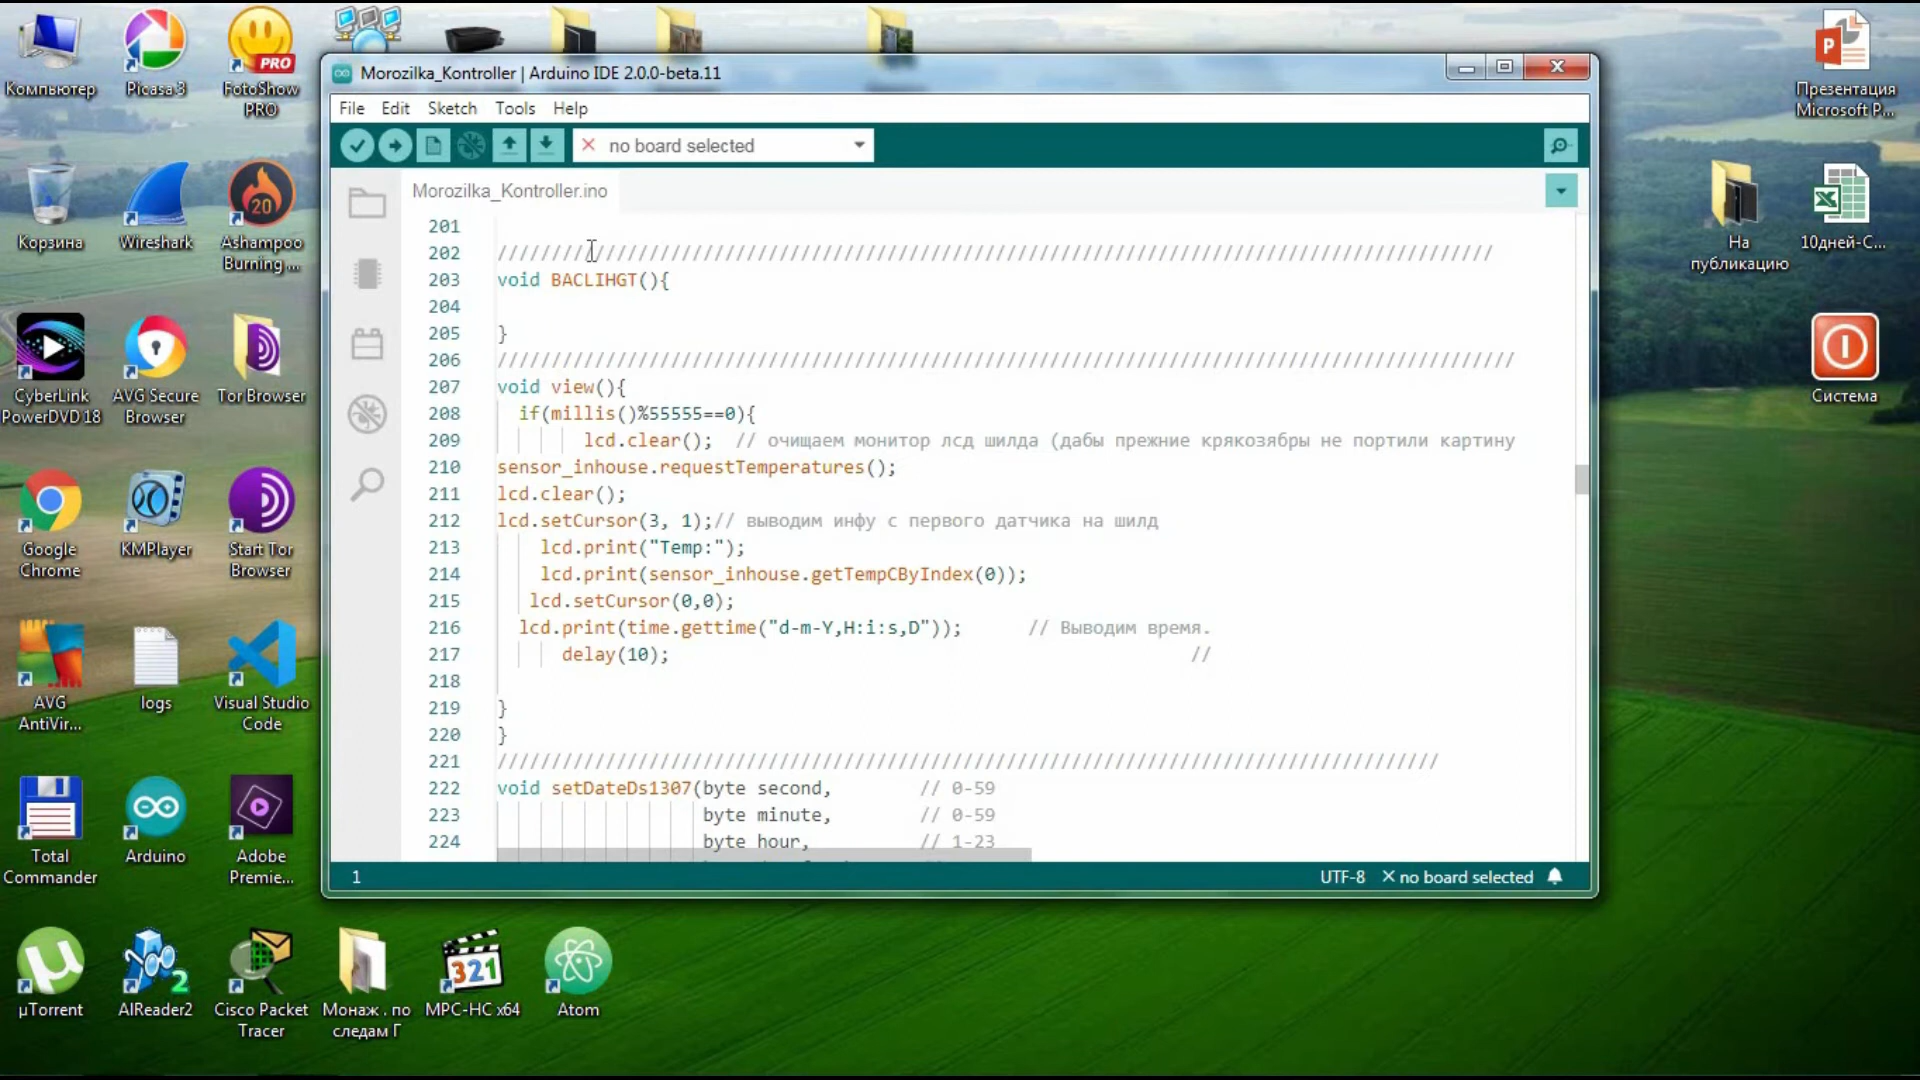 Компьютер
Picasa 3
FotoShow
PRO
PRO
Корзина
Wireshark
20
Ashampoo
Burning ...
CyberLink
PowerDVD 18
AVG Secure
Browser
Tor Browser
Google
Chrome
KMPlayer
Start Tor
Browser
AVG
AntiVir...
logs
Visual Studio
Code
Total
Commander
Arduino
Adobe
Premie...
µTorrent
2
AlReader2
Cisco Packet
Tracer
Монаж . по
следам Г
321
MPC-HC x64
Atom
Morozilka_Kontroller | Arduino IDE 2.0.0-beta.11
File Edit Sketch Tools Help
no board selected
Morozilka_Kontroller.ino
201
202 ////////////////////////////////////////////////////////////////////////////////////////////
203 void BACLIHGT(){
204
205 }
206 //////////////////////////////////////////////////////////////////////////////////////////////
207 void view(){
208 if(millis()%55555==0){
209 lcd.clear(); // очищаем монитор лсд шилда (дабы прежние крякозябры не портили картину
210 sensor_inhouse.requestTemperatures();
211 lcd.clear();
212 lcd.setCursor(3, 1);// выводим инфу с первого датчика на шилд
213 lcd.print("Temp:");
214 lcd.print(sensor_inhouse.getTempCByIndex(0));
215 lcd.setCursor(0,0);
216 lcd.print(time.gettime("d-m-Y,H:i:s,D")); // Выводим время.
217 delay(10); //
218
219 }
220 }
221 ///////////////////////////////////////////////////////////////////////////////////////
222 void setDateDs1307(byte second, // 0-59
223 byte minute, // 0-59
224 byte hour, // 1-23
1
UTF-8 no board selected
P
Презентация
Microsoft P...
На
публикацию
X
10дней-С...
Система